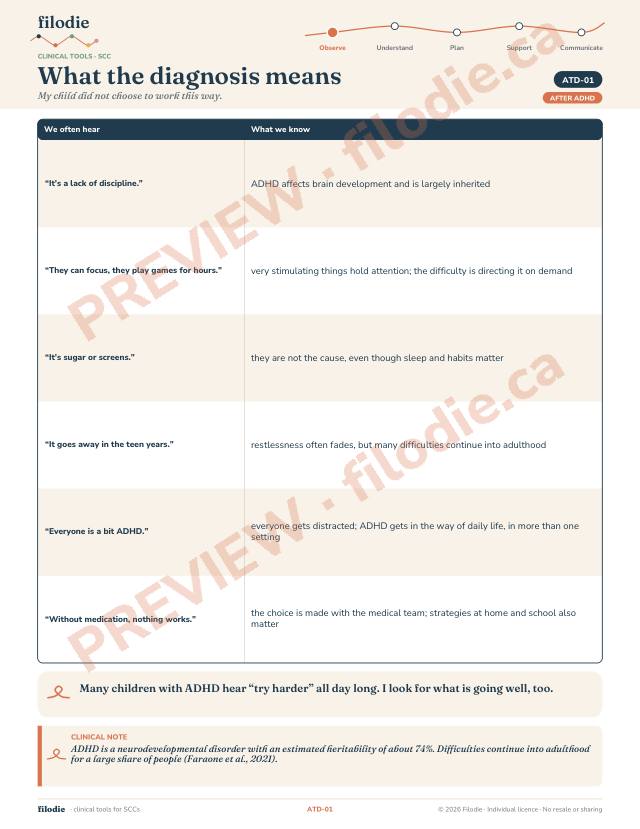 filodie
CLINICAL TOOLS · SCC
Observe
Understand
Plan
Support
Communicate
What the diagnosis means
My child did not choose to work this way.
ATD-01
AFTER ADHD
We often hear
What we know
“It's a lack of discipline.”
ADHD affects brain development and is largely inherited
“They can focus, they play games for hours.”
very stimulating things hold attention; the difficulty is directing it on demand
“It's sugar or screens.”
they are not the cause, even though sleep and habits matter
“It goes away in the teen years.”
restlessness often fades, but many difficulties continue into adulthood
“Everyone is a bit ADHD.”
everyone gets distracted; ADHD gets in the way of daily life, in more than one
setting
“Without medication, nothing works.”
the choice is made with the medical team; strategies at home and school also
matter
PREVIEW · filodie.ca
PREVIEW · filodie.ca
Many children with ADHD hear “try harder” all day long. I look for what is going well, too.
CLINICAL NOTE
ADHD is a neurodevelopmental disorder with an estimated heritability of about 74%. Difficulties continue into adulthood
for a large share of people (Faraone et al., 2021).
filodie · clinical tools for SCCs
ATD-01
© 2026 Filodie · Individual licence · No resale or sharing